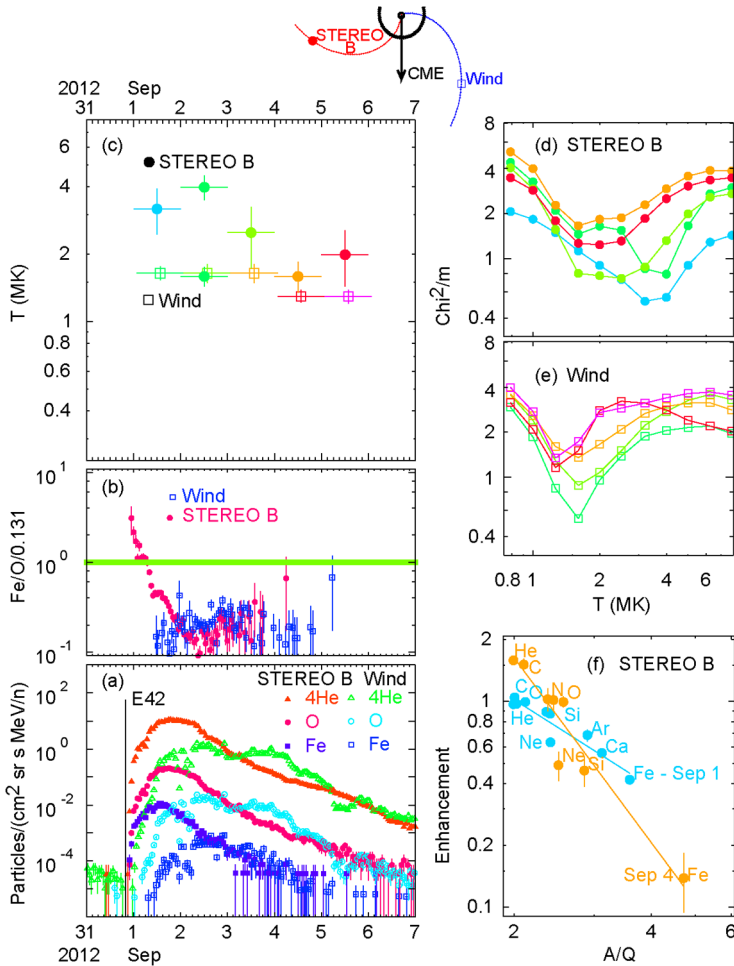 STEREO
B
CME
Wind
2012 Sep
31 1 2 3 4 5 6 7
(c)
STEREO B
Wind
T (MK)
6
4
2
1
0.8
0.6
0.4
(b)
Wind
STEREO B
Fe/O/0.131
10^1
10^0
10^-1
(a)
E42
STEREO B Wind
4He 4He
O O
Fe Fe
Particles/(cm^2 sr s MeV/n)
10^2
10^0
10^-2
10^-4
31 1 2 3 4 5 6 7
2012 Sep
(d) STEREO B
Chi^2/m
8
4
2
1
0.4
(e) Wind
4
2
1
0.4
0.8 1 2 4 6
T (MK)
(f) STEREO B
Enhancement
2
1
0.8
0.6
0.4
0.2
0.1
He
C
C O N O
He Si
Ne Ar
Ne Si Ca
Fe - Sep 1
Sep 4 Fe
2 3 4 6
A/Q